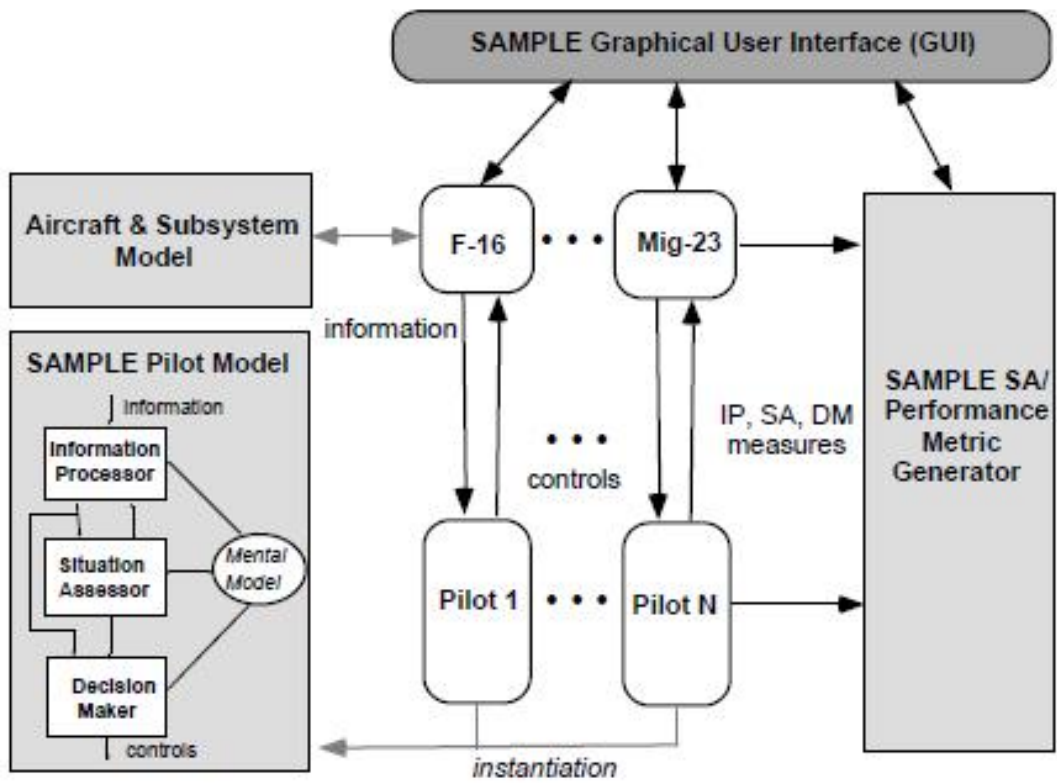 SAMPLE Graphical User Interface (GUI)
Aircraft & Subsystem
Model
F-16
Mig-23
information
SAMPLE Pilot Model
information
Information
Processor
Situation
Assessor
Mental
Model
Decision
Maker
controls
controls
IP, SA, DM
measures
SAMPLE SA/
Performance
Metric
Generator
Pilot 1
Pilot N
instantiation